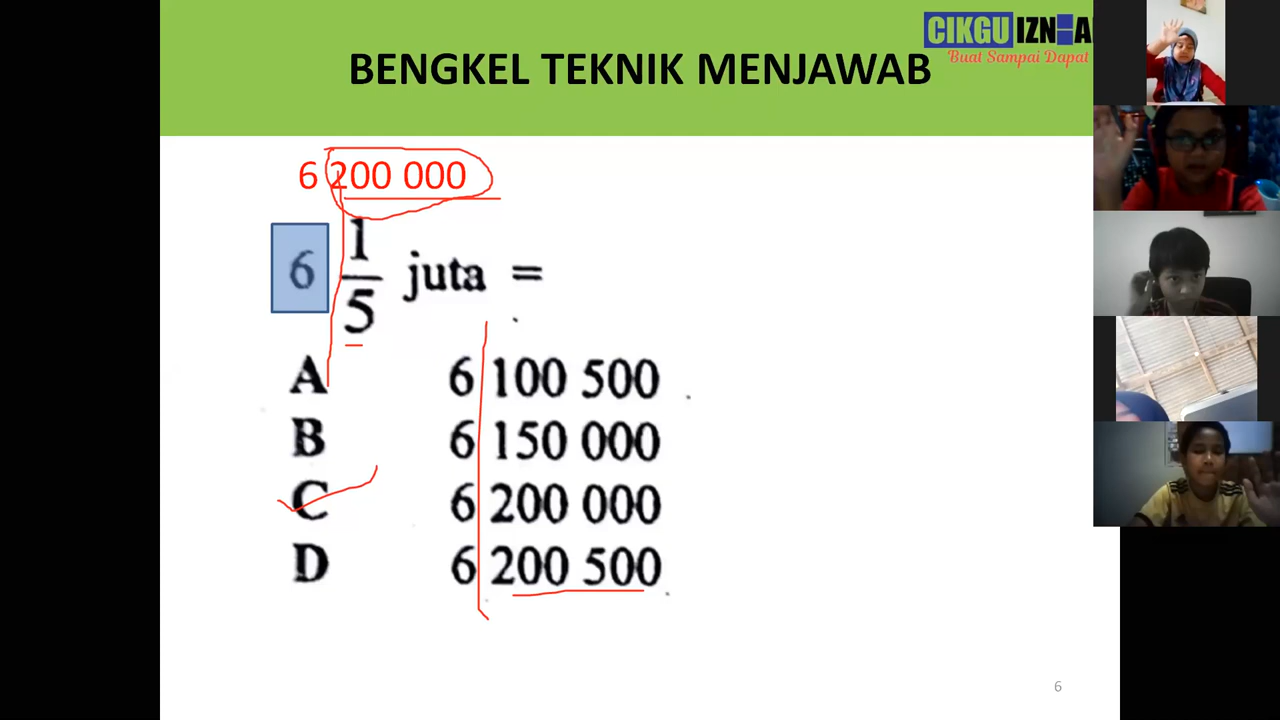 CIKGU IZN
Buat Sampai Dapat
BENGKEL TEKNIK MENJAWAB
6 200 000
6 1/5 juta =
A 6 100 500
B 6 150 000
C 6 200 000
D 6 200 500
6